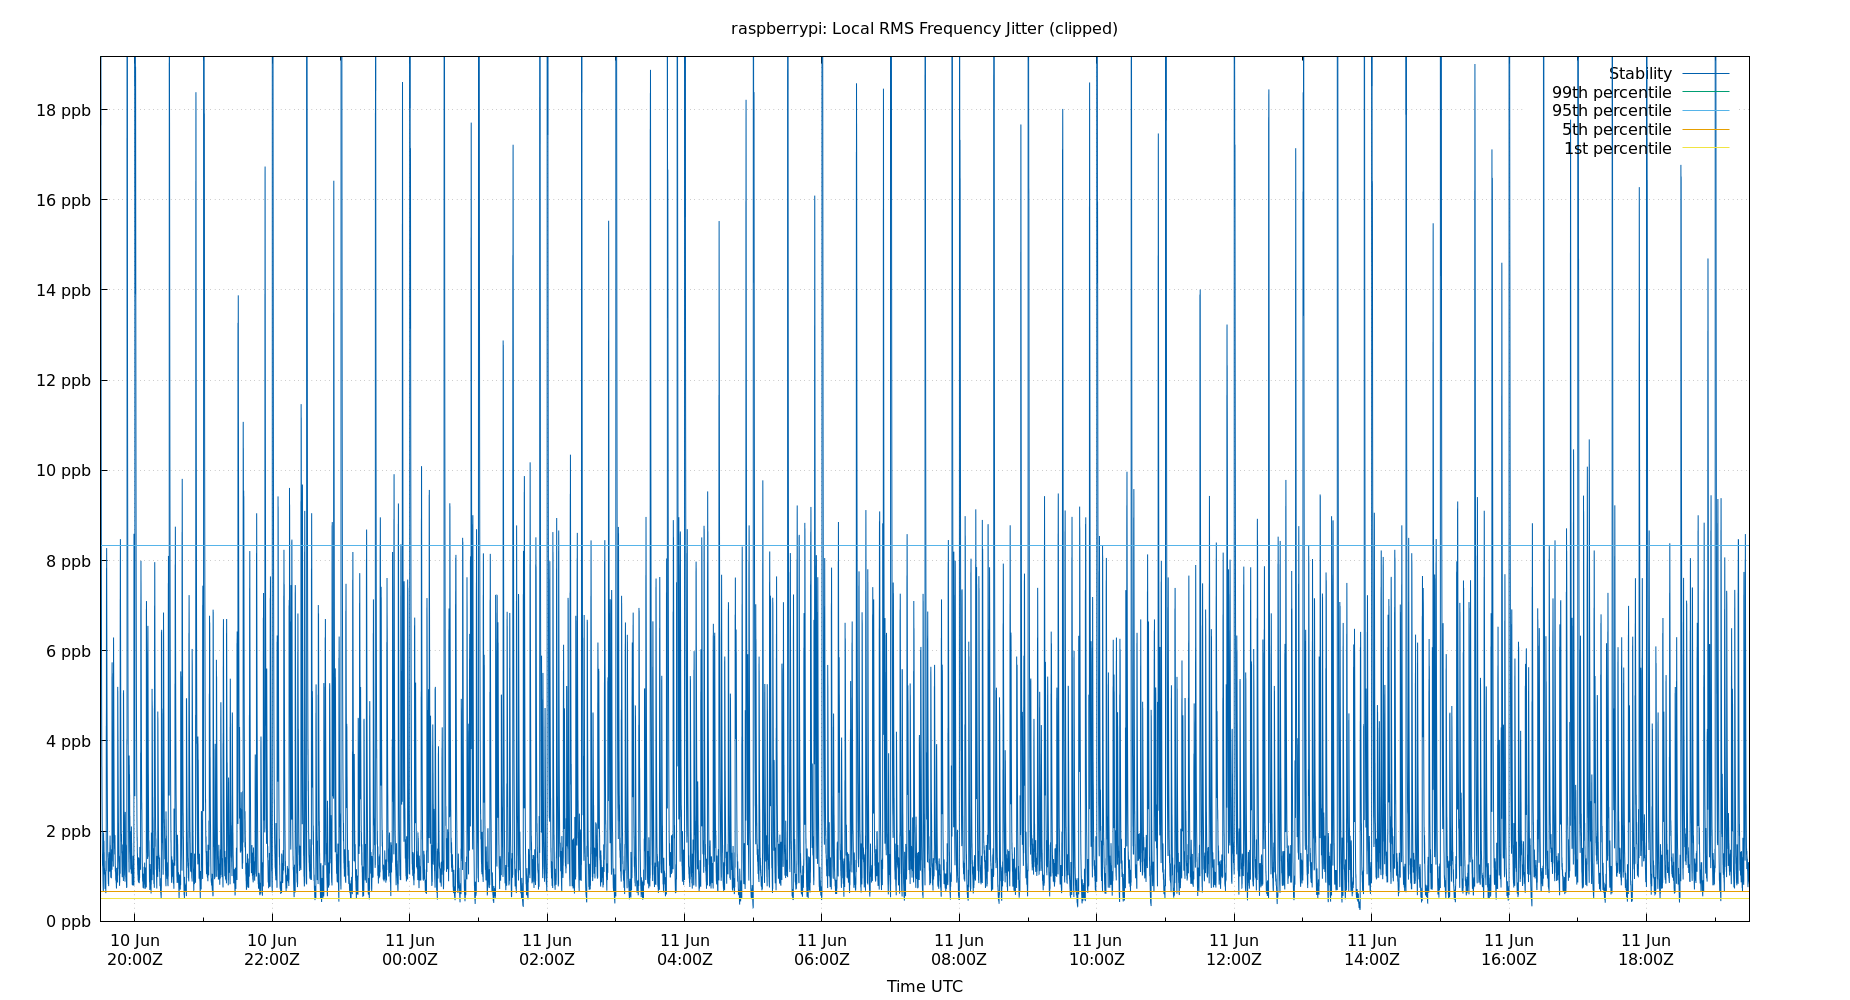 raspberrypi: Local RMS Frequency Jitter (clipped)
Stability
99th percentile
95th percentile
5th percentile
1st percentile
18 ppb
16 ppb
14 ppb
12 ppb
10 ppb
8 ppb
6 ppb
4 ppb
2 ppb
0 ppb
10 Jun 10 Jun 11 Jun 11 Jun 11 Jun 11 Jun 11 Jun 11 Jun 11 Jun 11 Jun 11 Jun 11 Jun
20:00Z 22:00Z 00:00Z 02:00Z 04:00Z 06:00Z 08:00Z 10:00Z 12:00Z 14:00Z 16:00Z 18:00Z
Time UTC